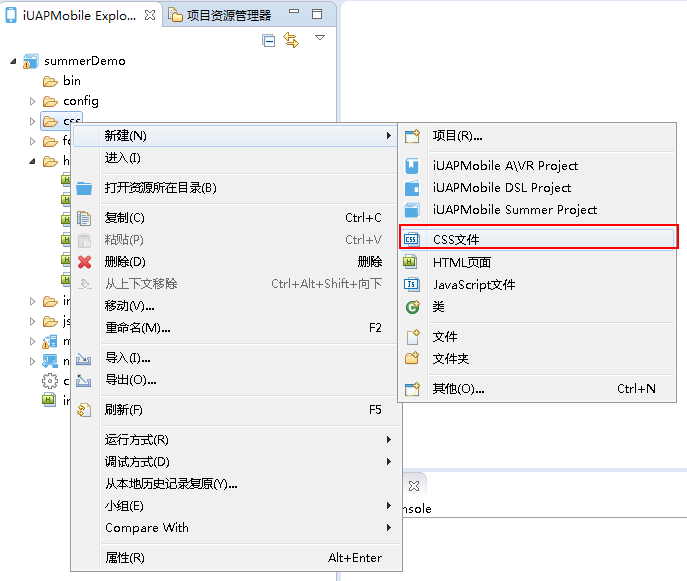 iUAPMobile Explo...
项目资源管理器
summerDemo
bin
config
css
新建(N)
进入(I)
打开资源所在目录(B)
复制(C) Ctrl+C
粘贴(P) Ctrl+V
删除(D) 删除
从上下文移除 Ctrl+Alt+Shift+向下
移动(V)...
重命名(M)... F2
导入(I)...
导出(O)...
刷新(F) F5
运行方式(R)
调试方式(D)
从本地历史记录复原(Y)...
小组(E)
Compare With
属性(R) Alt+Enter
项目(R)...
iUAPMobile A\VR Project
iUAPMobile DSL Project
iUAPMobile Summer Project
CSS文件
HTML页面
JavaScript文件
类
文件
文件夹
其他(O)... Ctrl+N